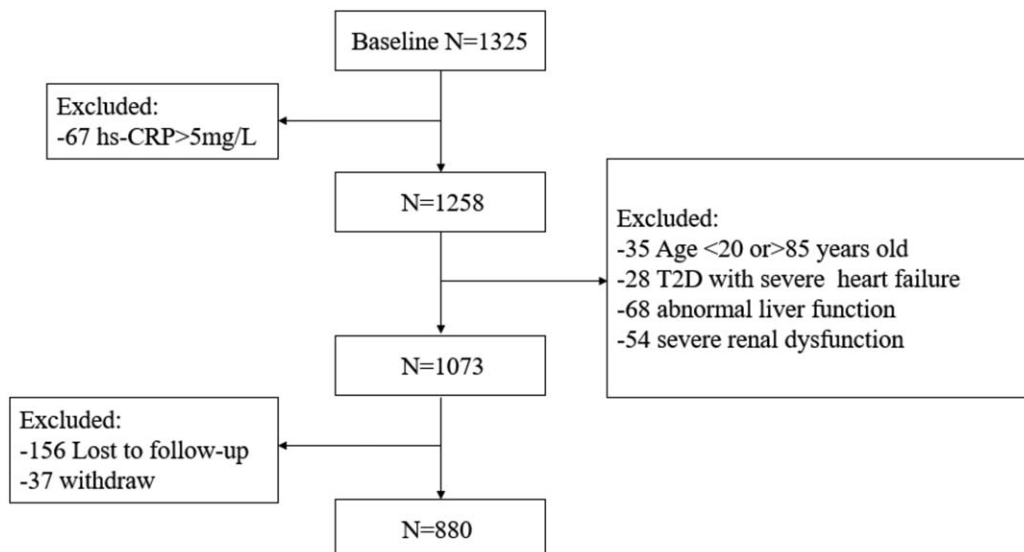 Baseline N=1325
Excluded:
-67 hs-CRP>5mg/L
N=1258
Excluded:
-35 Age <20 or>85 years old
-28 T2D with severe  heart failure
-68 abnormal liver function
-54 severe renal dysfunction
N=1073
Excluded:
-156 Lost to follow-up
-37 withdraw
N=880